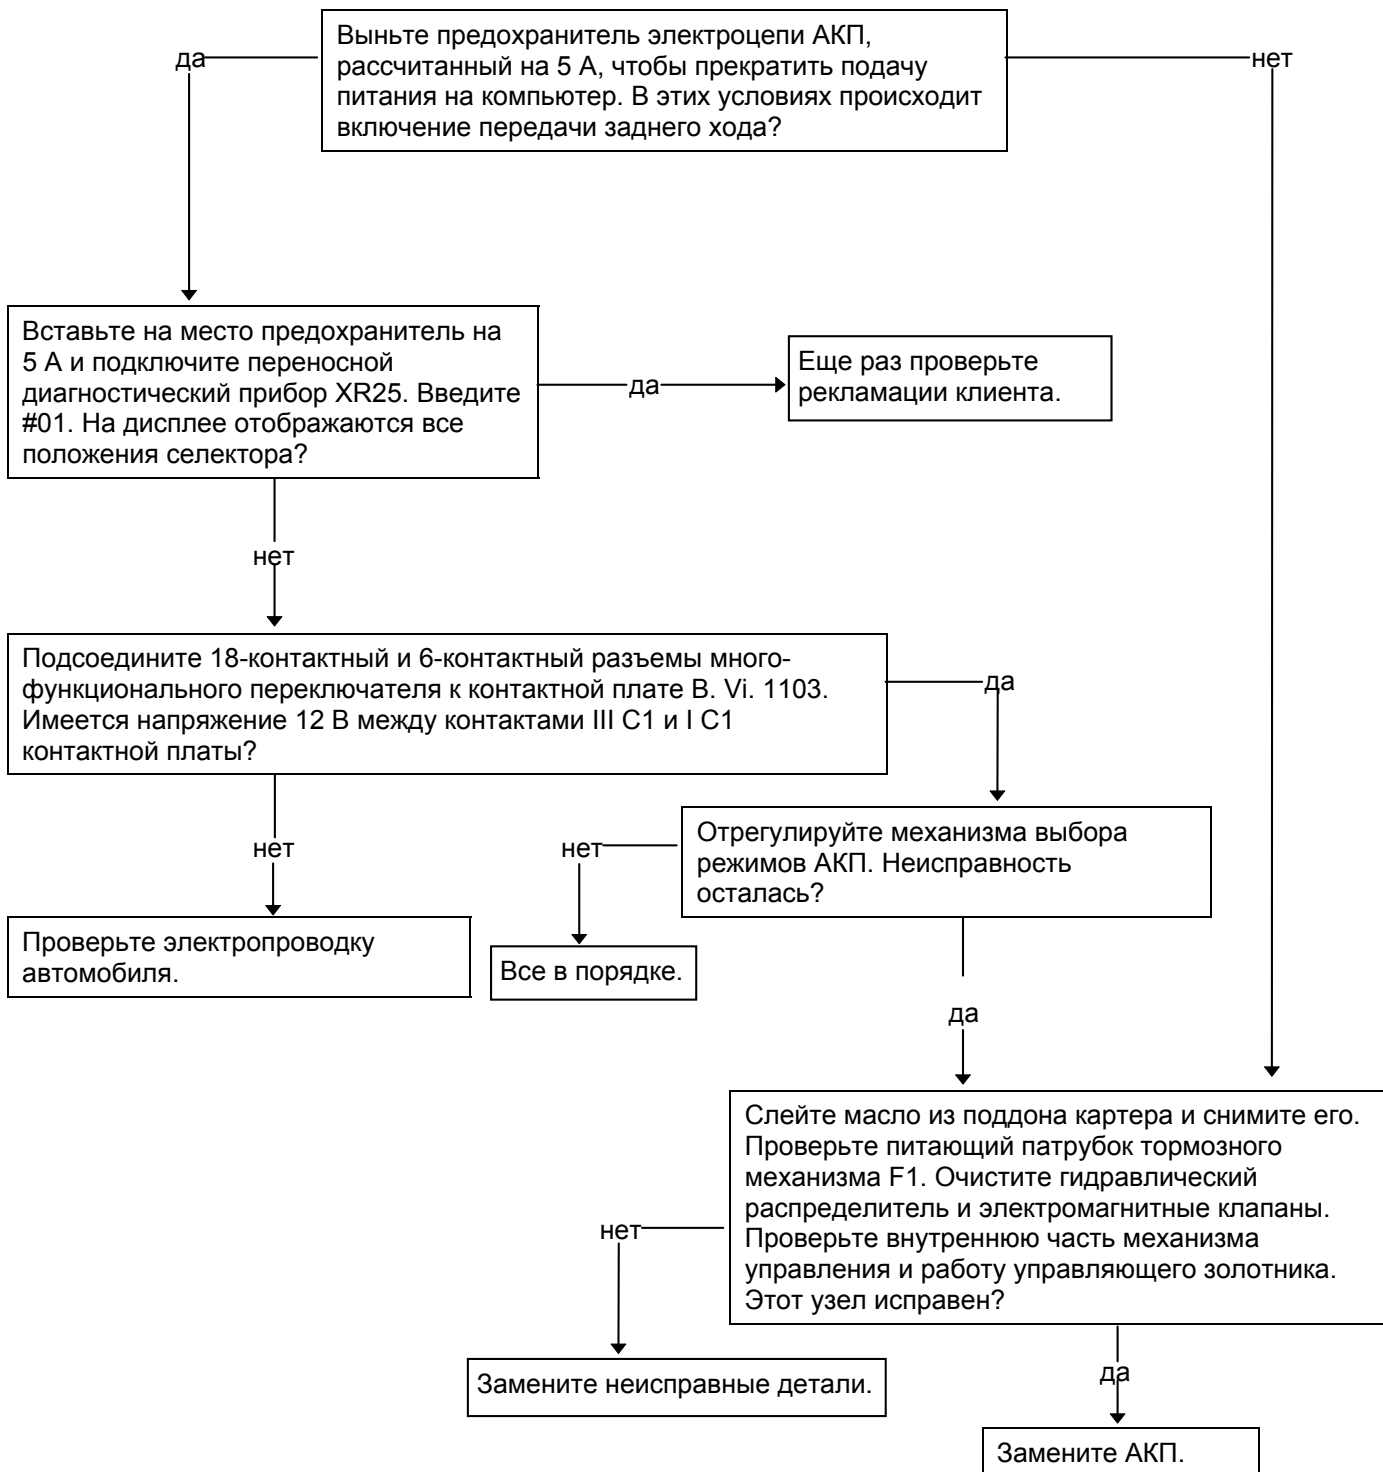 Выньте предохранитель электроцепи АКП,
рассчитанный на 5 А, чтобы прекратить подачу
питания на компьютер. В этих условиях происходит
включение передачи заднего хода?
да
нет
Вставьте на место предохранитель на
5 А и подключите переносной
диагностический прибор XR25. Введите
#01. На дисплее отображаются все
положения селектора?
да
Еще раз проверьте
рекламации клиента.
нет
Подсоедините 18-контактный и 6-контактный разъемы много-
функционального переключателя к контактной плате B. Vi. 1103.
Имеется напряжение 12 В между контактами III C1 и I C1
контактной платы?
да
нет
Проверьте электропроводку
автомобиля.
Отрегулируйте механизма выбора
режимов АКП. Неисправность
осталась?
нет
Все в порядке.
да
Слейте масло из поддона картера и снимите его.
Проверьте питающий патрубок тормозного
механизма F1. Очистите гидравлический
распределитель и электромагнитные клапаны.
Проверьте внутреннюю часть механизма
управления и работу управляющего золотника.
Этот узел исправен?
нет
Замените неисправные детали.
да
Замените АКП.